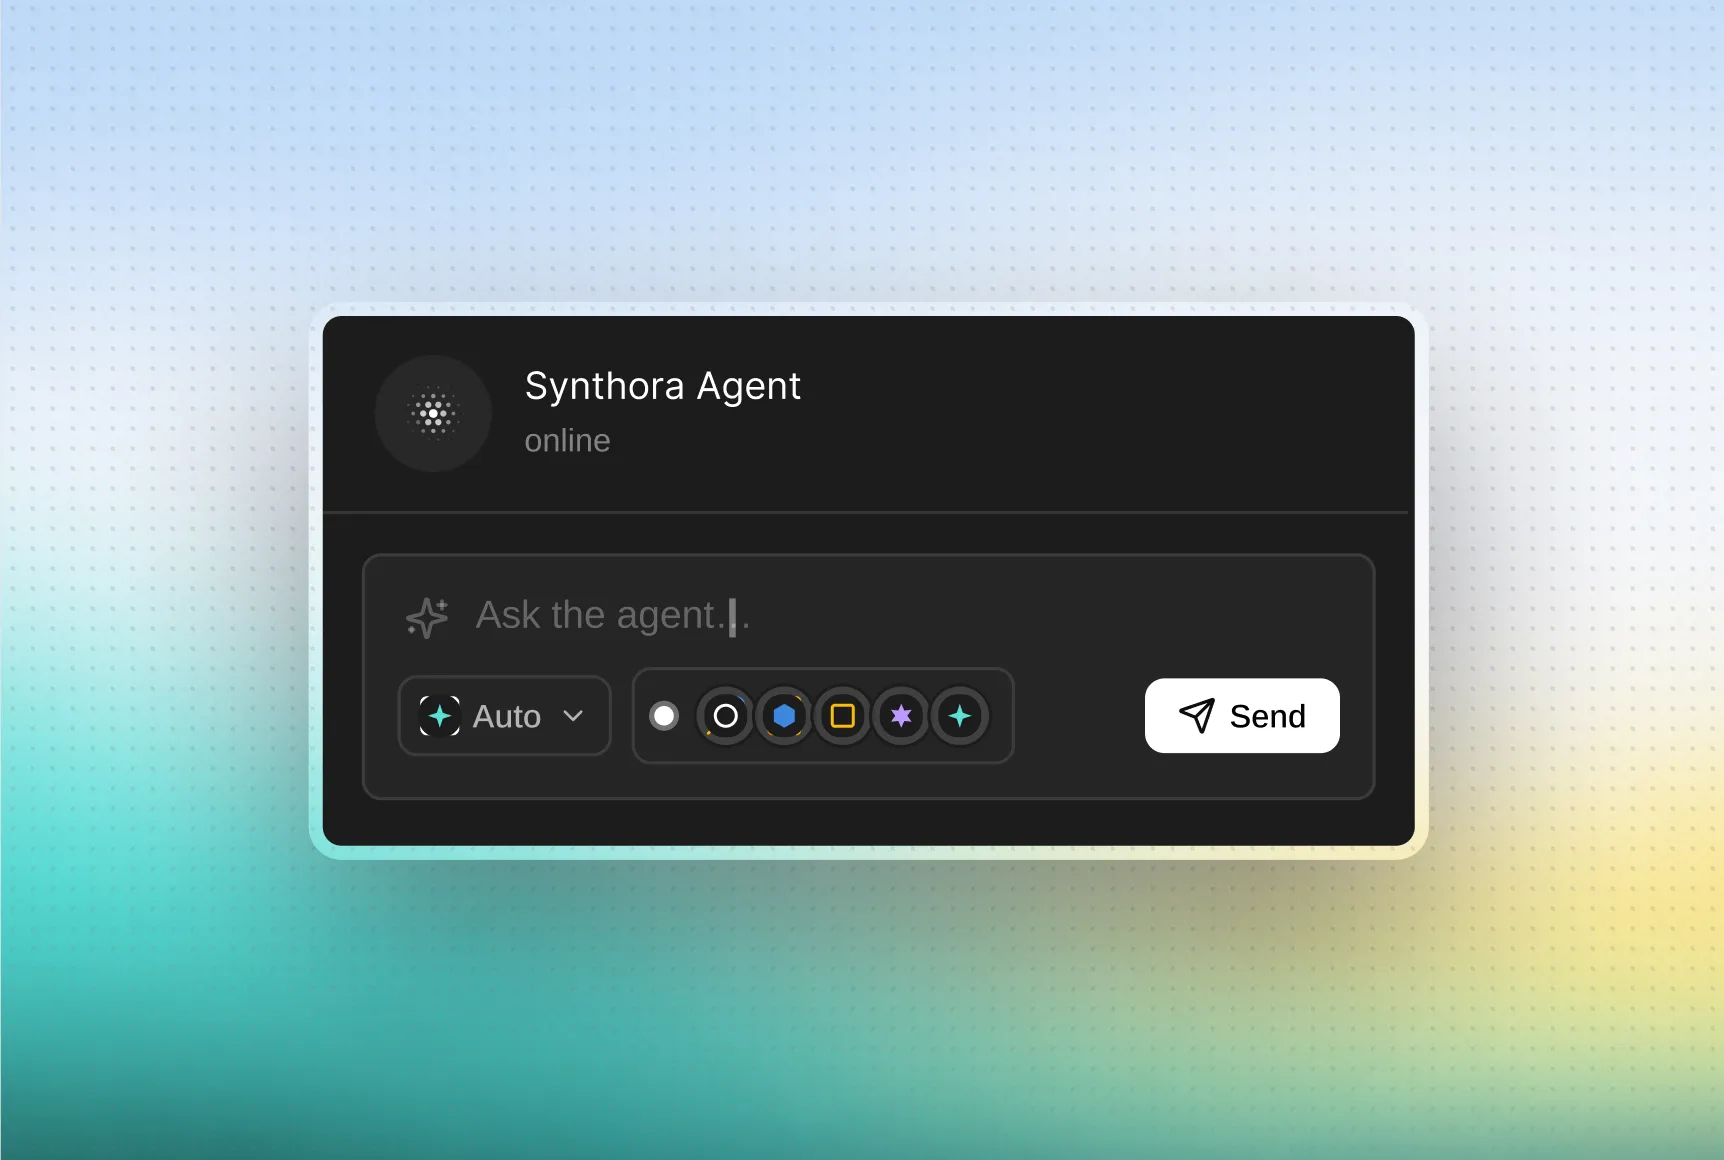 Synthora Agent
online
Ask the agent...
Auto
Send